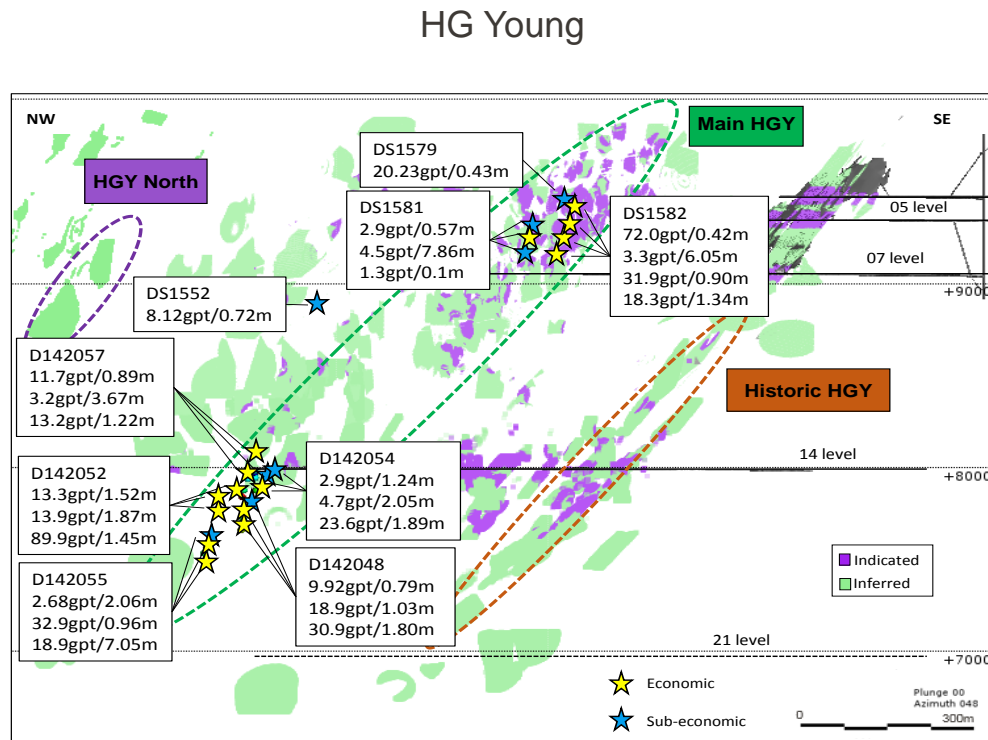 HG Young
NW
SE
Main HGY
HGY North
DS1579
20.23gpt/0.43m
DS1581
2.9gpt/0.57m
4.5gpt/7.86m
1.3gpt/0.1m
DS1582
72.0gpt/0.42m
3.3gpt/6.05m
31.9gpt/0.90m
18.3gpt/1.34m
05 level
07 level
+9000
DS1552
8.12gpt/0.72m
D142057
11.7gpt/0.89m
3.2gpt/3.67m
13.2gpt/1.22m
Historic HGY
D142052
13.3gpt/1.52m
13.9gpt/1.87m
89.9gpt/1.45m
D142054
2.9gpt/1.24m
4.7gpt/2.05m
23.6gpt/1.89m
14 level
+8000
D142055
2.68gpt/2.06m
32.9gpt/0.96m
18.9gpt/7.05m
D142048
9.92gpt/0.79m
18.9gpt/1.03m
30.9gpt/1.80m
Indicated
Inferred
21 level
+7000
Economic
Sub-economic
Plunge 00
Azimuth 048
0
300m